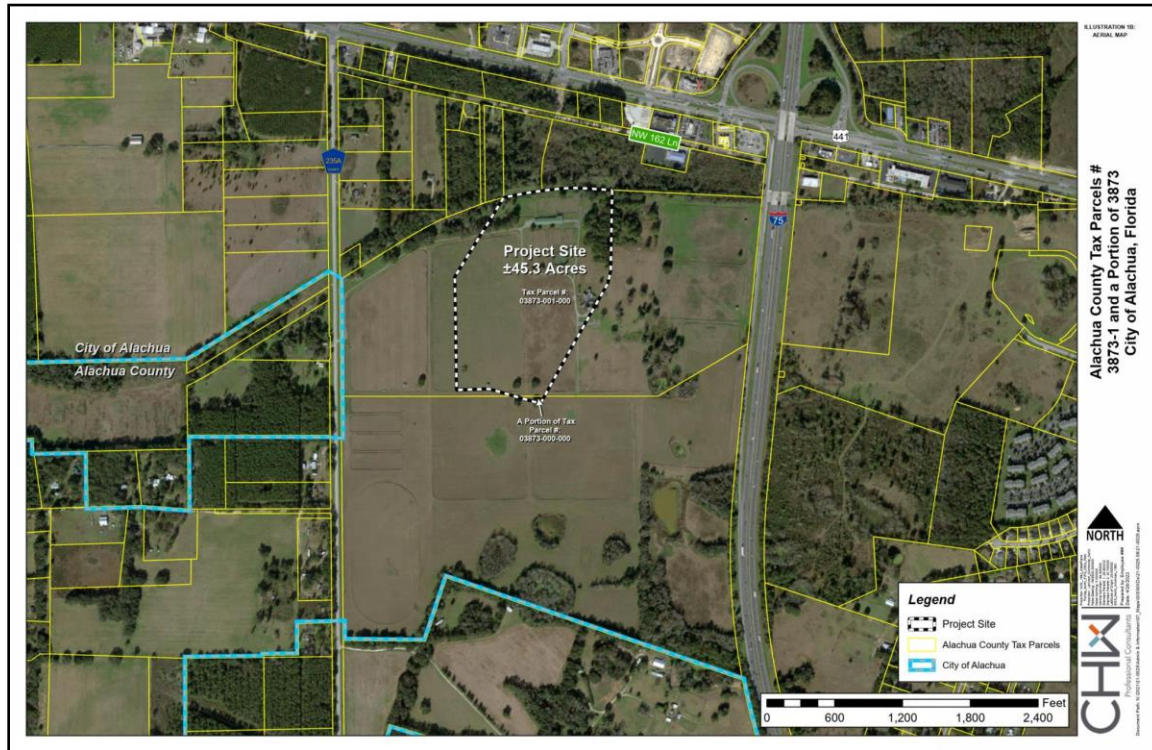 ILLUSTRATION 1B:
AERIAL MAP
441
NW 162 Ln
235A
75
Project Site
±45.3 Acres
Tax Parcel #:
03873-001-000
City of Alachua
Alachua County
A Portion of Tax
Parcel #:
03873-000-000
Alachua County Tax Parcels #
3873-1 and a Portion of 3873
City of Alachua, Florida
NORTH
Legend
Project Site
Alachua County Tax Parcels
City of Alachua
Feet
0 600 1,200 1,800 2,400
CHW
Professional Consultants